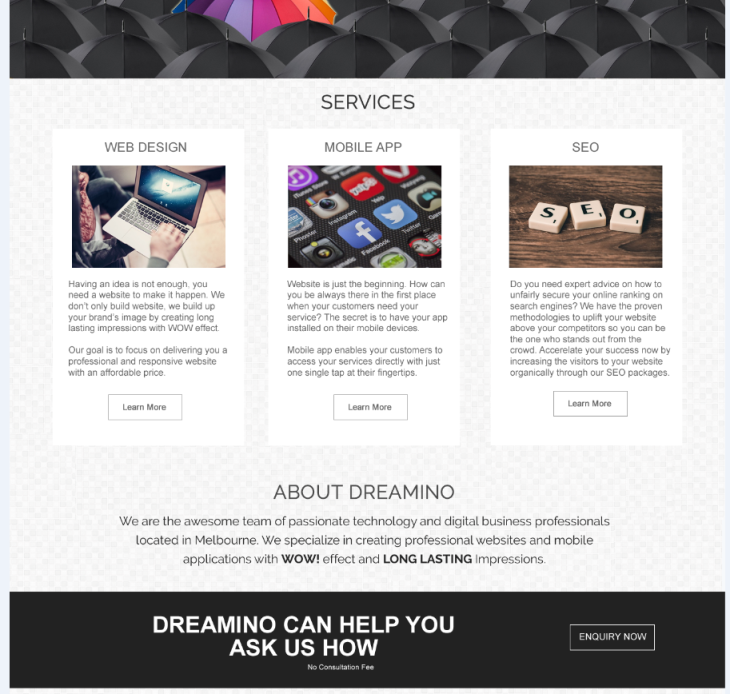 SERVICES
WEB DESIGN
Having an idea is not enough, you
need a website to make it happen. We
don't only build website, we build up
your brand's image by creating long
lasting impressions with WOW effect.
Our goal is to focus on delivering you a
professional and responsive website
with an affordable price.
Learn More
MOBILE APP
iTunes Store
Yelp
Phoster
Instagram
Facebook
Twitter
Website is just the beginning. How can
you be always there in the first place
when your customers need your
service? The secret is to have your app
installed on their mobile devices.
Mobile app enables your customers to
access your services directly with just
one single tap at their fingertips.
Learn More
SEO
S E O
Do you need expert advice on how to
unfairly secure your online ranking on
search engines? We have the proven
methodologies to uplift your website
above your competitors so you can be
the one who stands out from the
crowd. Accerelate your success now by
increasing the visitors to your website
organically through our SEO packages.
Learn More
ABOUT DREAMINO
We are the awesome team of passionate technology and digital business professionals
located in Melbourne. We specialize in creating professional websites and mobile
applications with WOW! effect and LONG LASTING Impressions.
DREAMINO CAN HELP YOU
ASK US HOW
No Consultation Fee
ENQUIRY NOW